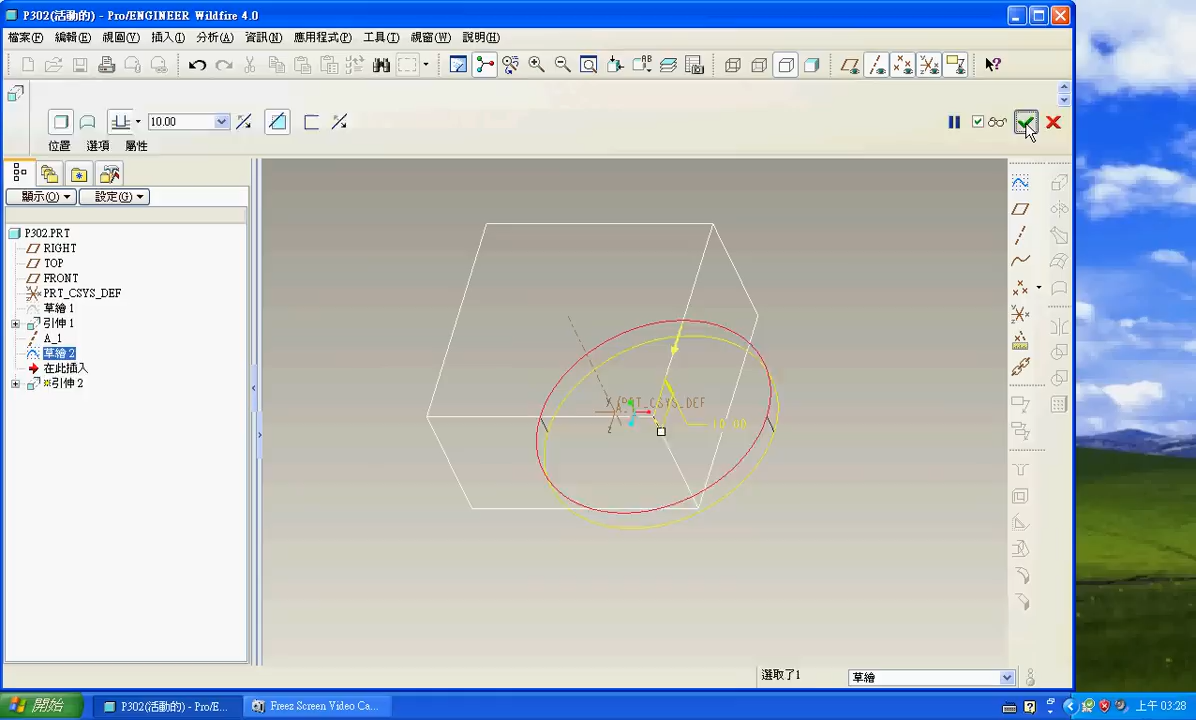 P302(活動的) - Pro/ENGINEER Wildfire 4.0
檔案(F) 編輯(E) 視圖(V) 插入(I) 分析(A) 資訊(N) 應用程式(P) 工具(T) 視窗(W) 說明(H)
10.00
位置 選項 屬性
顯示(O) 設定(G)
P302.PRT
RIGHT
TOP
FRONT
PRT_CSYS_DEF
草繪 1
引伸 1
A_1
草繪 2
在此插入
引伸 2
PRT_CSYS_DEF
10.00
選取了1 草繪
開始 P302(活動的) - Pro/E... Freez Screen Video Ca... 上午 03:28